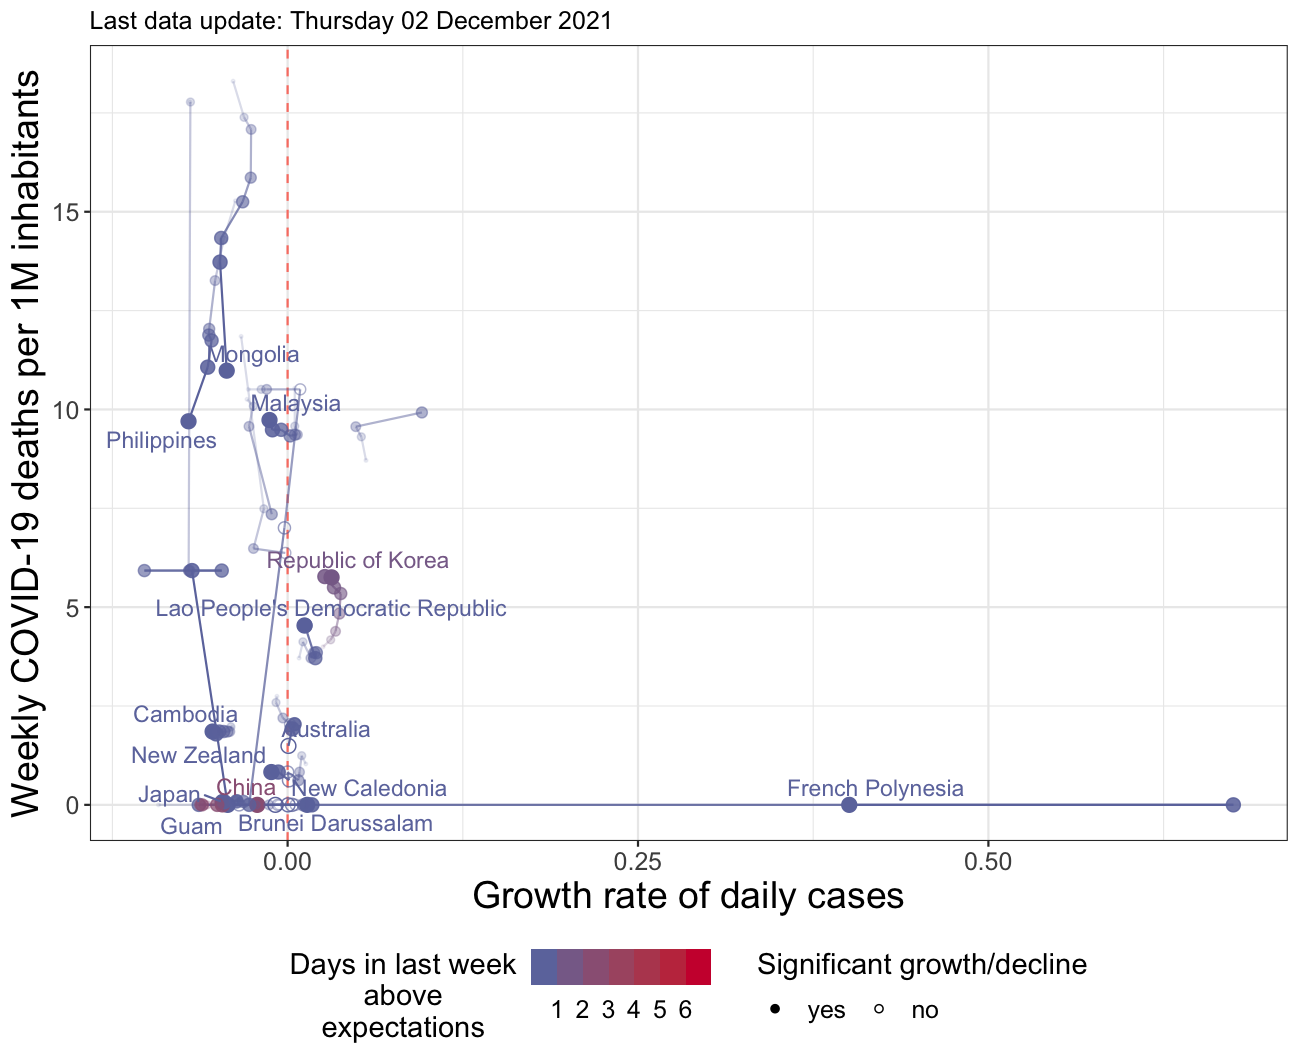 Last data update: Thursday 02 December 2021
Weekly COVID-19 deaths per 1M inhabitants
15
10
5
0
Mongolia
Malaysia
Philippines
Republic of Korea
Lao People's Democratic Republic
Cambodia
Australia
New Zealand
China
Japan
New Caledonia
French Polynesia
Guam
Brunei Darussalam
0.00
0.25
0.50
Growth rate of daily cases
Days in last week
above
expectations
1 2 3 4 5 6
Significant growth/decline
yes
no